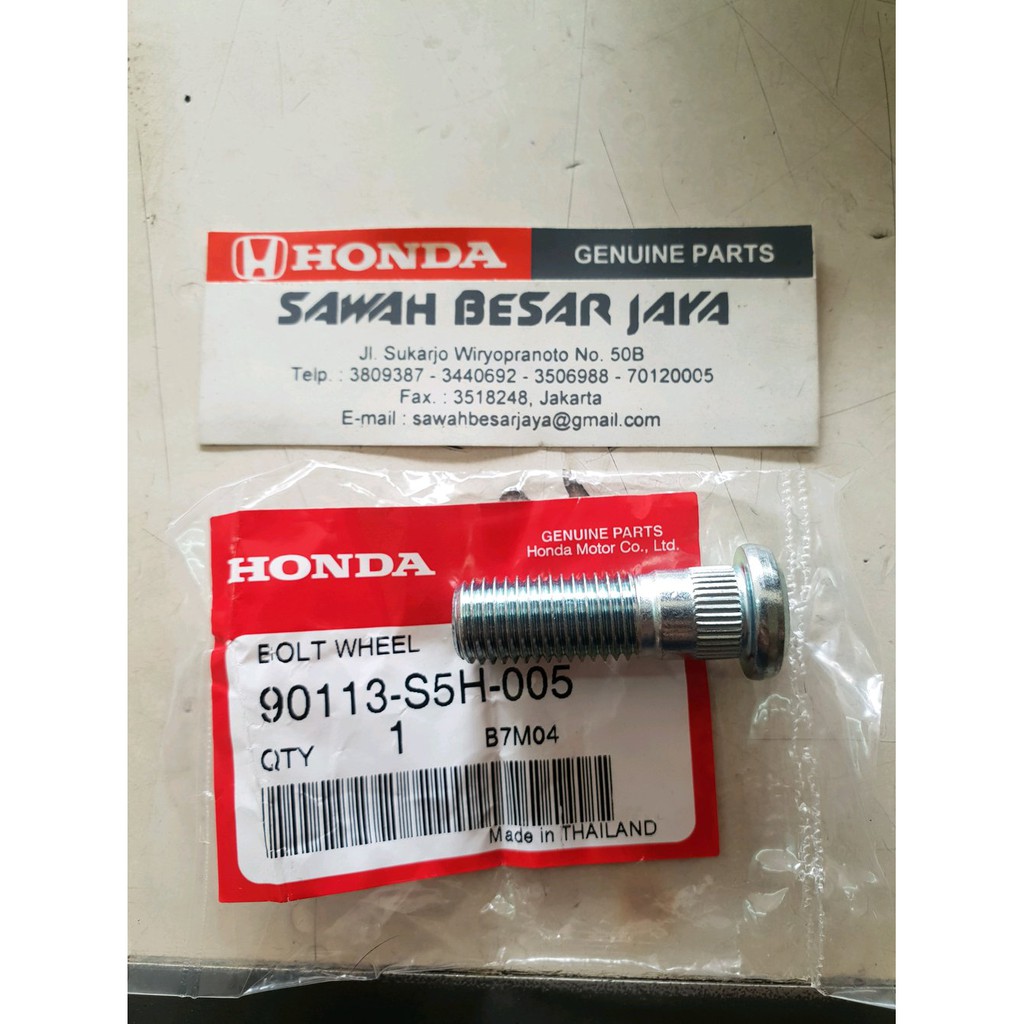 HONDA GENUINE PARTS
SAWAH BESAR JAYA
Jl. Sukarjo Wiryopranoto No. 50B
Telp. : 3809387 - 3440692 - 3506988 - 70120005
Fax. : 3518248, Jakarta
E-mail : sawahbesarjaya@gmail.com
GENUINE PARTS
HONDA Honda Motor Co., Ltd.
BOLT WHEEL
90113-S5H-005
QTY 1 B7M04
Made in THAILAND